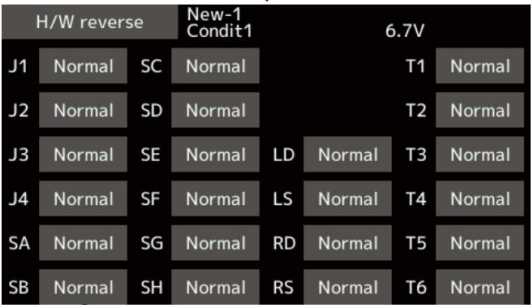 H/W reverse New-1
Condit1 6.7V
J1 Normal SC Normal T1 Normal
J2 Normal SD Normal T2 Normal
J3 Normal SE Normal LD Normal T3 Normal
J4 Normal SF Normal LS Normal T4 Normal
SA Normal SG Normal RD Normal T5 Normal
SB Normal SH Normal RS Normal T6 Normal